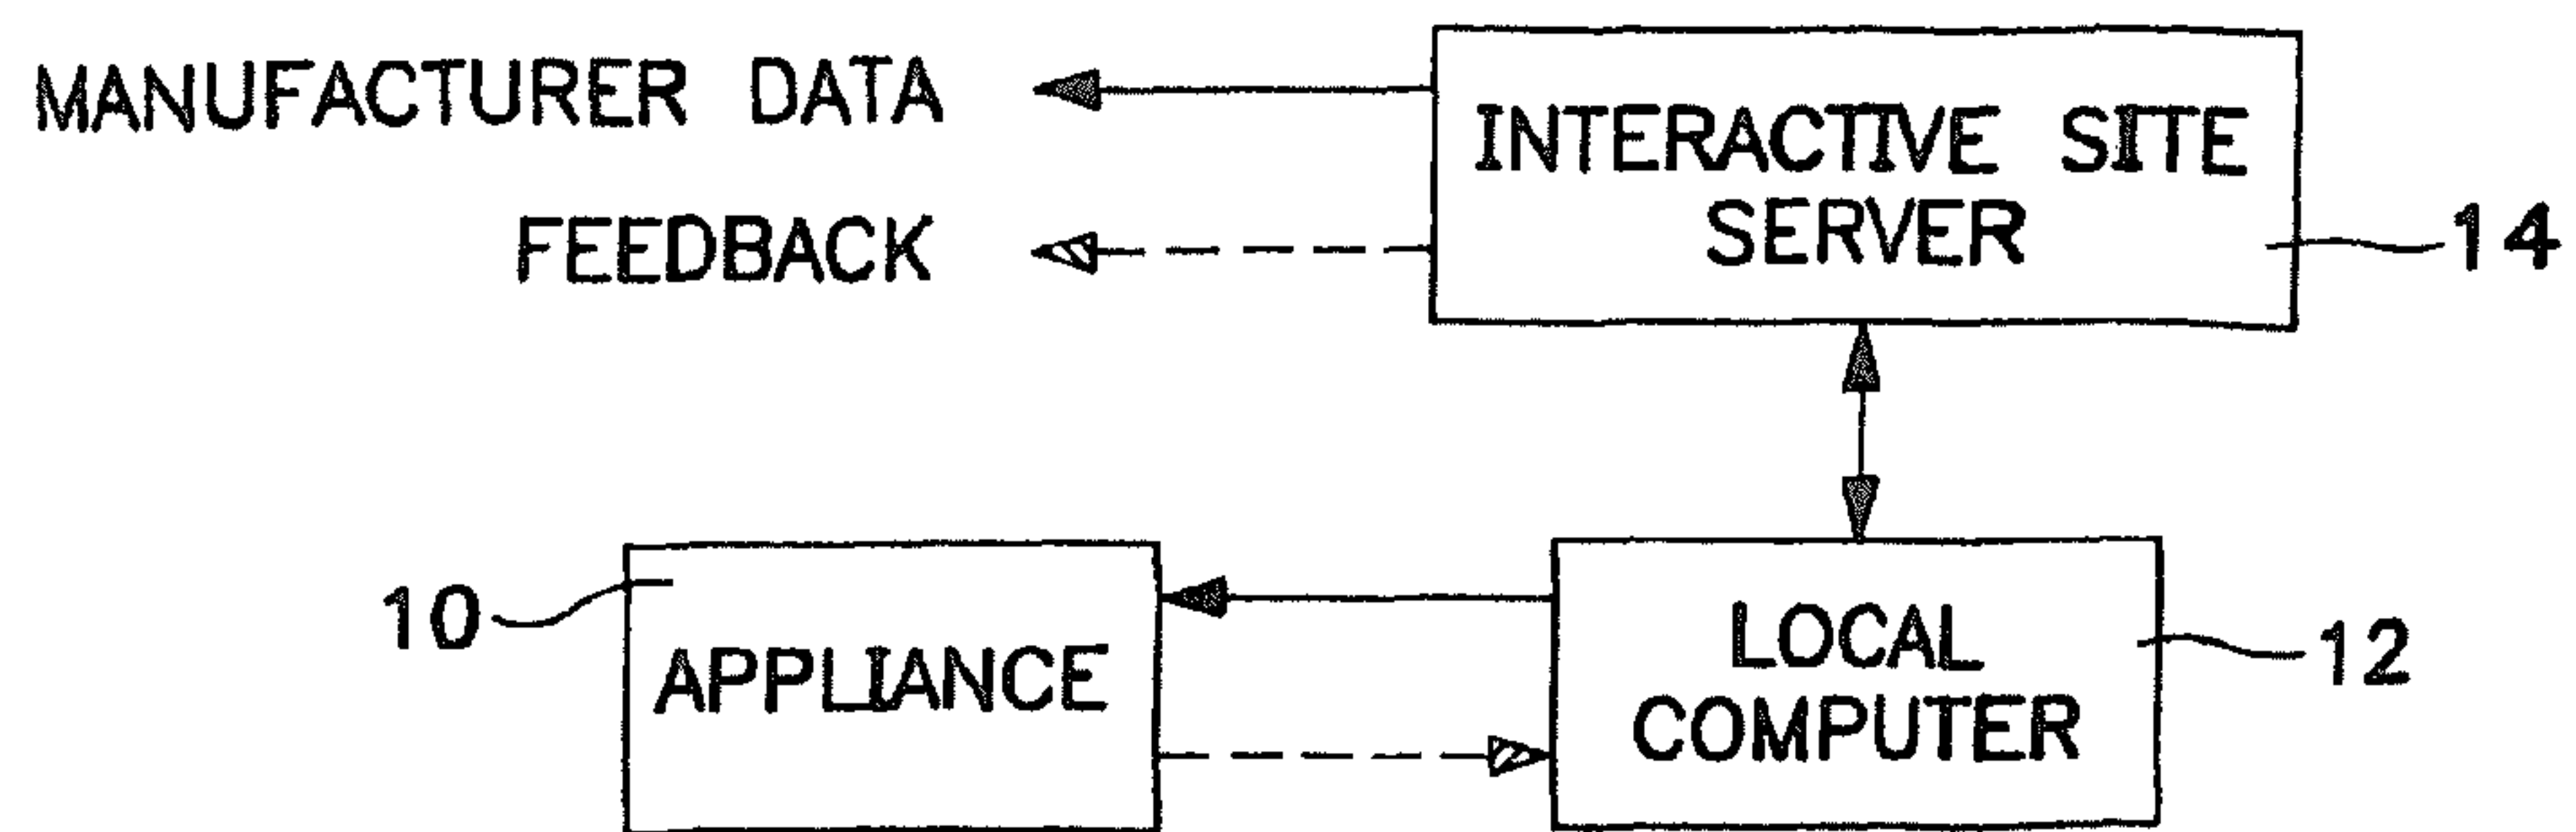 MANUFACTURER DATA
INTERACTIVE SITE
SERVER
FEEDBACK
14
10
APPLIANCE
LOCAL
COMPUTER
12